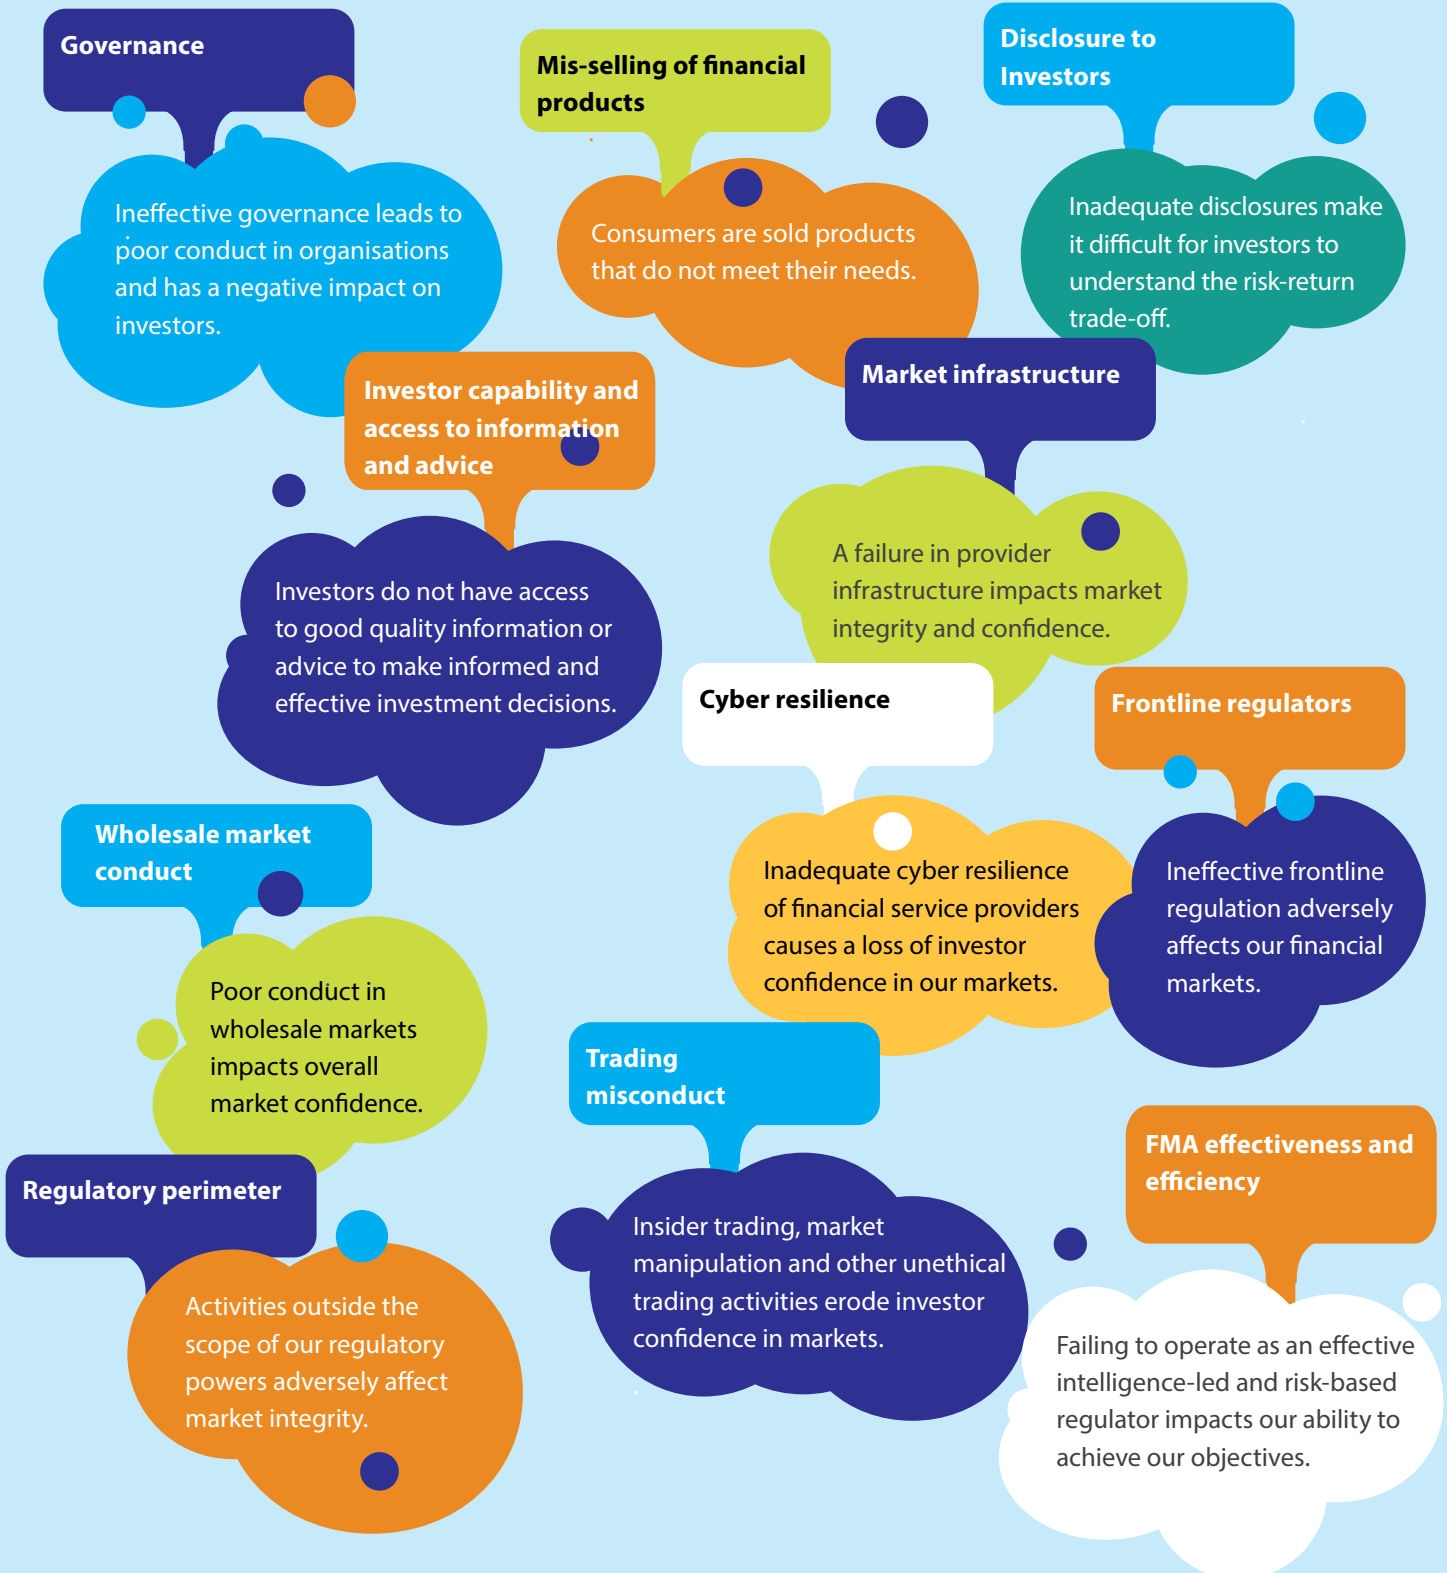 Governance
Ineffective governance leads to
poor conduct in organisations
and has a negative impact on
investors.
Mis-selling of financial
products
Consumers are sold products
that do not meet their needs.
Disclosure to
Investors
Inadequate disclosures make
it difficult for investors to
understand the risk-return
trade-off.
Investor capability and
access to information
and advice
Investors do not have access
to good quality information or
advice to make informed and
effective investment decisions.
Market infrastructure
A failure in provider
infrastructure impacts market
integrity and confidence.
Cyber resilience
Inadequate cyber resilience
of financial service providers
causes a loss of investor
confidence in our markets.
Frontline regulators
Ineffective frontline
regulation adversely
affects our financial
markets.
Wholesale market
conduct
Poor conduct in
wholesale markets
impacts overall
market confidence.
Trading
misconduct
Insider trading, market
manipulation and other unethical
trading activities erode investor
confidence in markets.
FMA effectiveness and
efficiency
Failing to operate as an effective
intelligence-led and risk-based
regulator impacts our ability to
achieve our objectives.
Regulatory perimeter
Activities outside the
scope of our regulatory
powers adversely affect
market integrity.